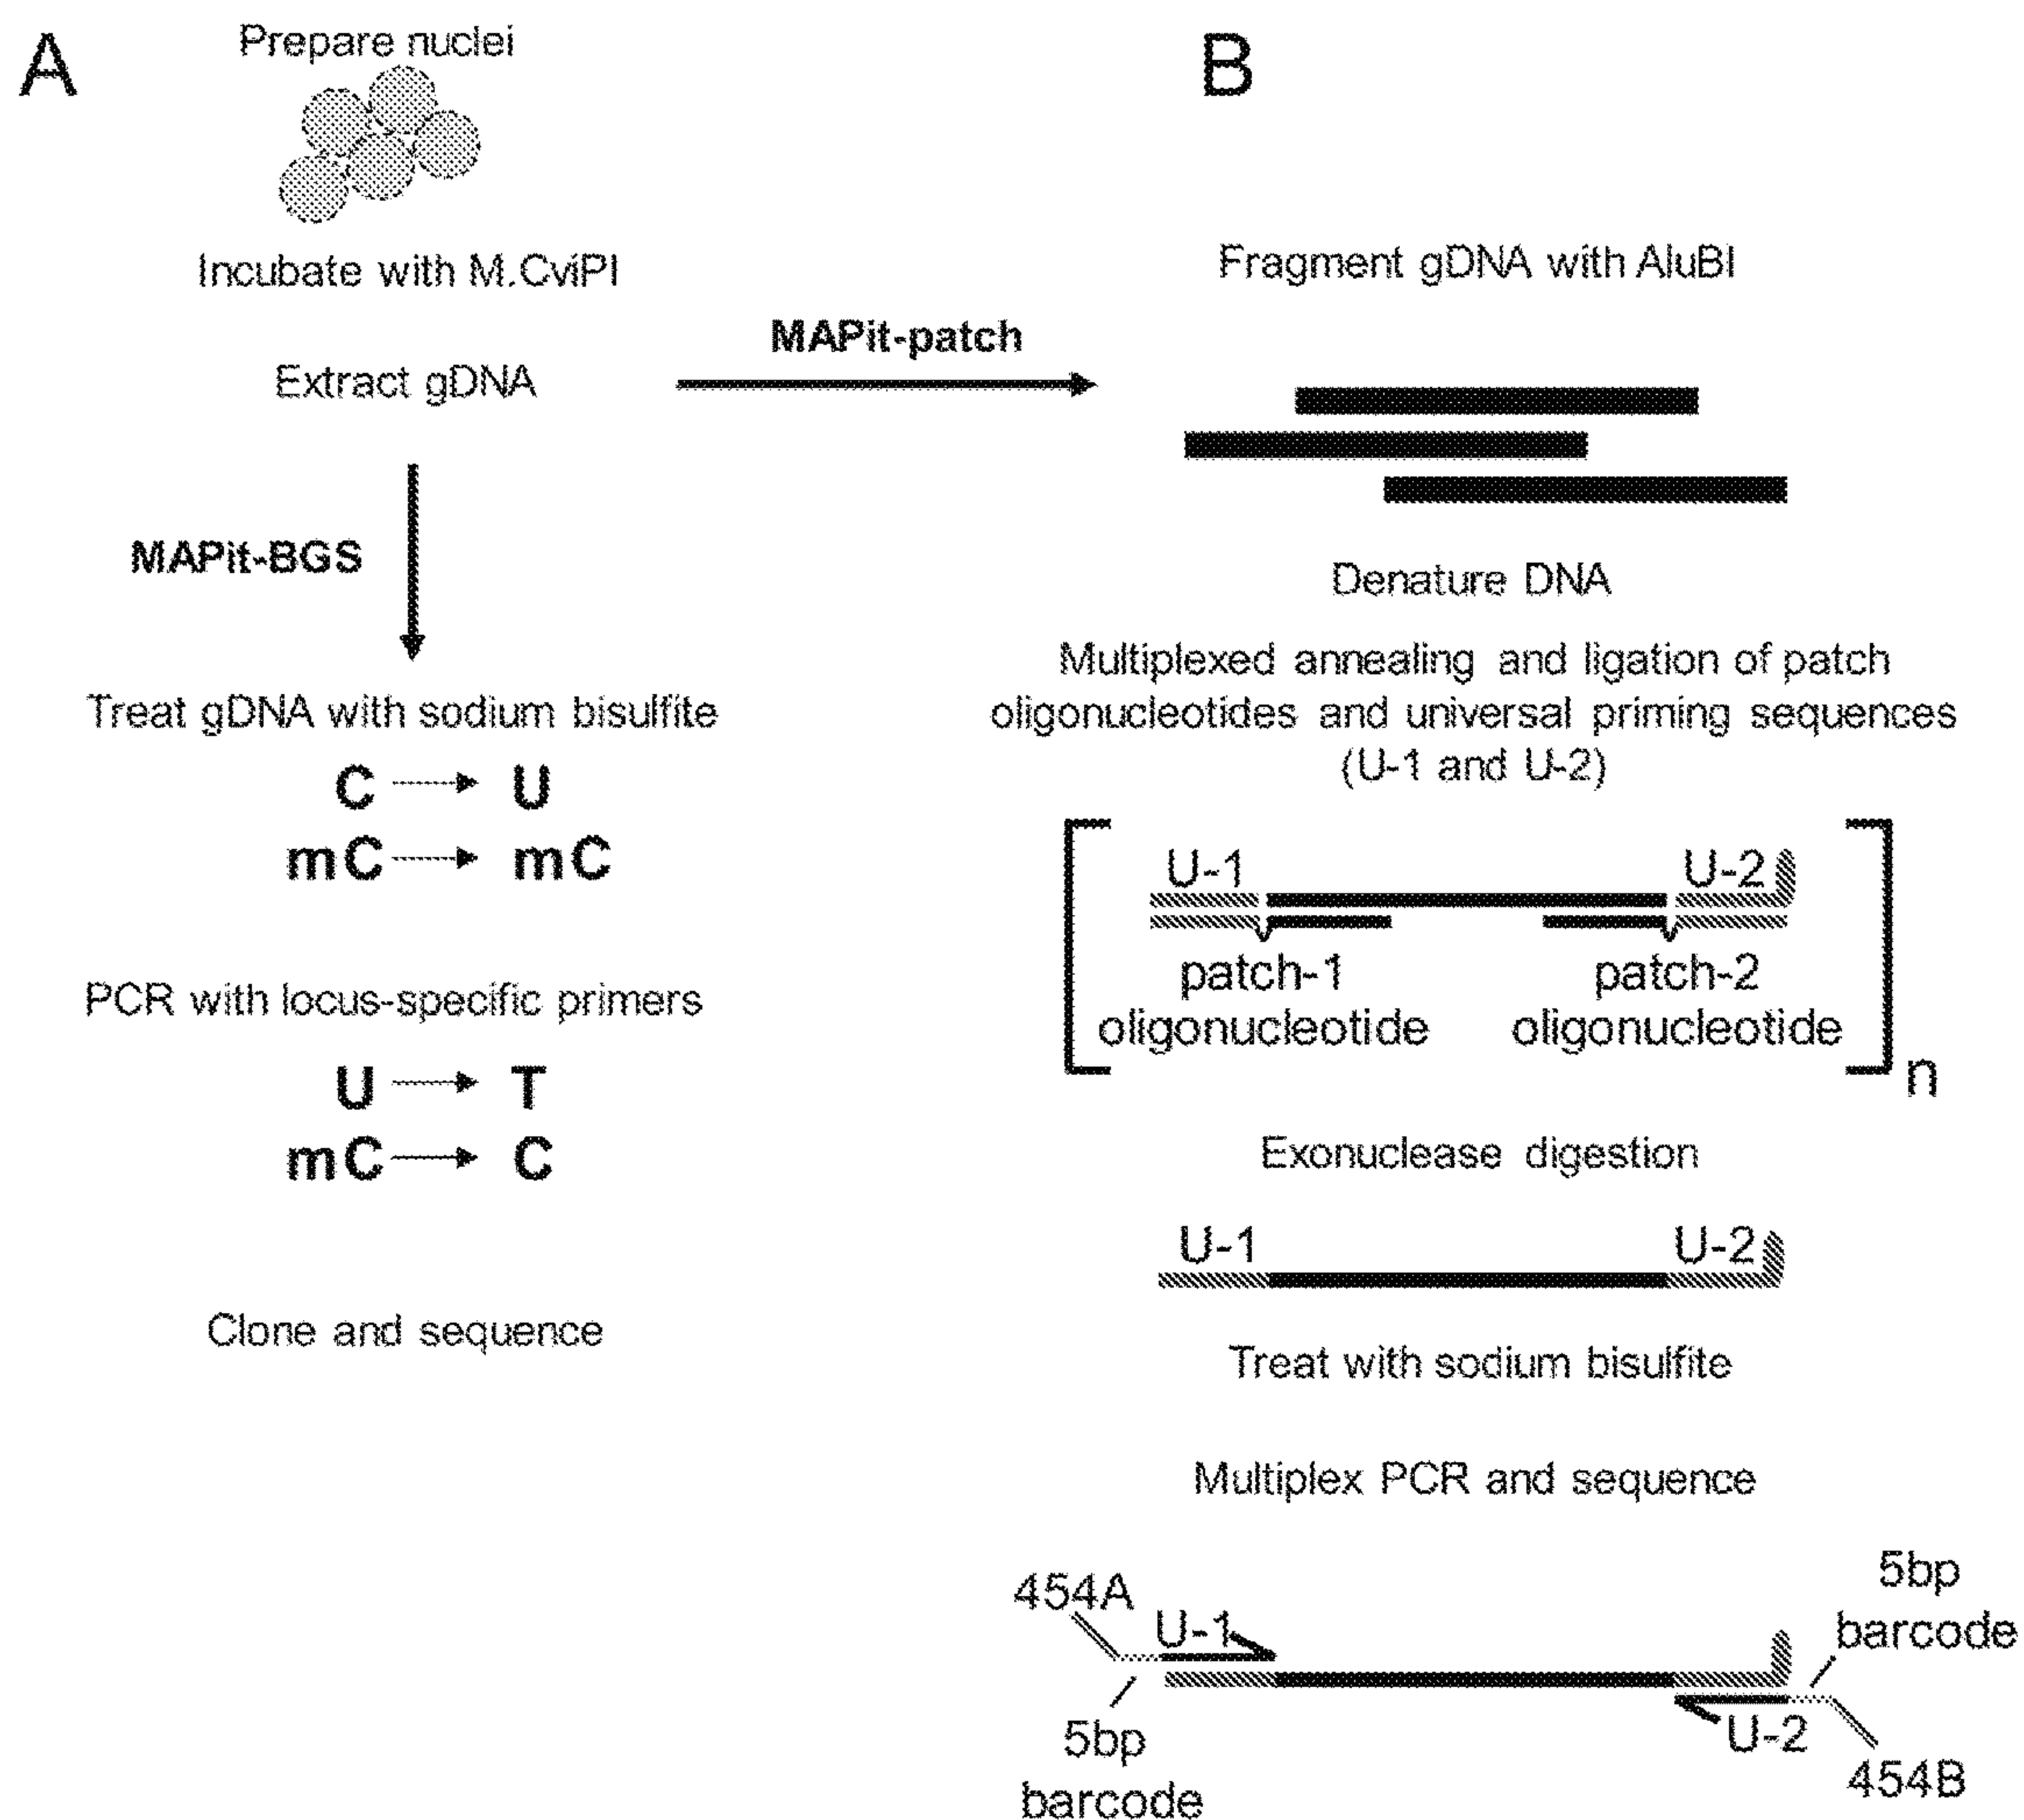 A
Prepare nuclei
Incubate with M.CviPI
Extract gDNA
MAPit-patch
MAPit-BGS
Treat gDNA with sodium bisulfite
C U
mC mC
PCR with locus-specific primers
U T
mC C
Clone and sequence
B
Fragment gDNA with AluBI
Denature DNA
Multiplexed annealing and ligation of patch
oligonucleotides and universal priming sequences
(U-1 and U-2)
U-1 U-2
patch-1 patch-2
oligonucleotide oligonucleotide
n
Exonuclease digestion
U-1 U-2
Treat with sodium bisulfite
Multiplex PCR and sequence
454A
U-1
5bp
barcode
5bp
barcode
U-2
454B